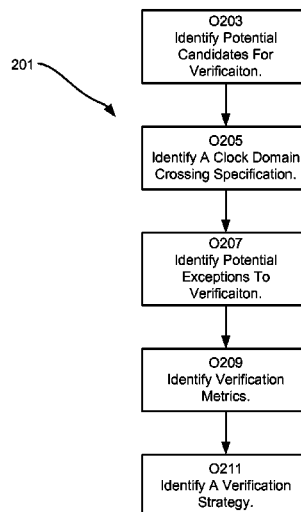 O203
Identify Potential
Candidates For
Verificaiton.
201
O205
Identify A Clock Domain
Crossing Specification.
O207
Identify Potential
Exceptions To
Verificaiton.
O209
Identify Verification
Metrics.
O211
Identify A Verification
Strategy.